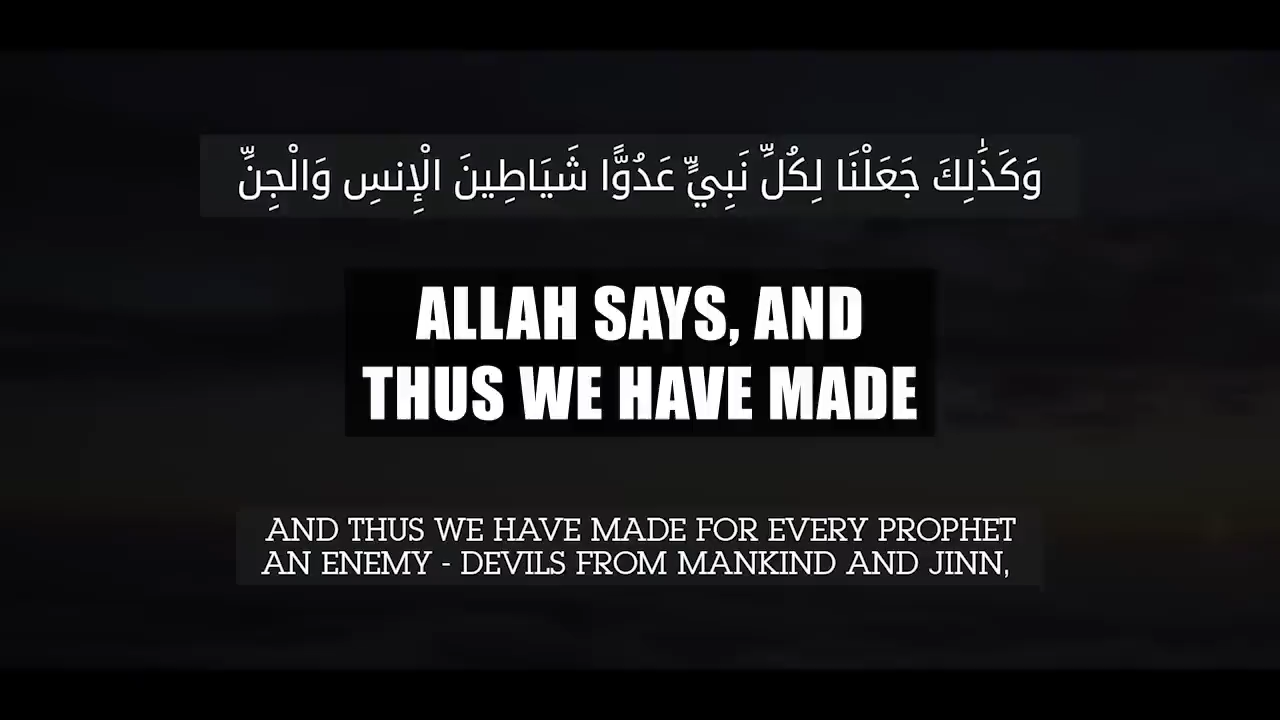 وَكَذَٰلِكَ جَعَلْنَا لِكُلِّ نَبِيٍّ عَدُوًّا شَيَاطِينَ الْإِنسِ وَالْجِنِّ
ALLAH SAYS, AND
THUS WE HAVE MADE
AND THUS WE HAVE MADE FOR EVERY PROPHET
AN ENEMY - DEVILS FROM MANKIND AND JINN,